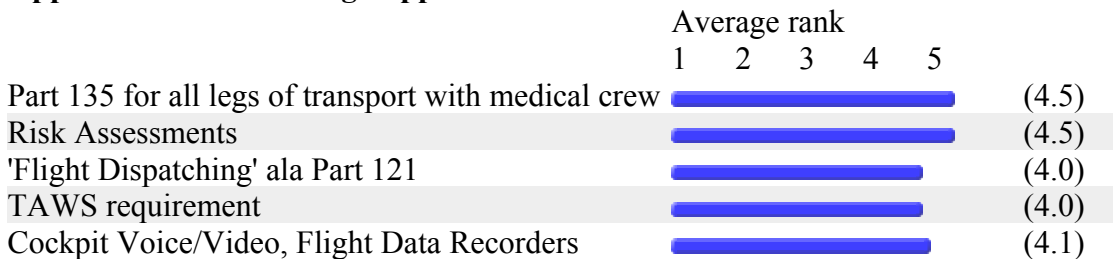 Average rank
1 2 3 4 5
Part 135 for all legs of transport with medical crew (4.5)
Risk Assessments (4.5)
'Flight Dispatching' ala Part 121 (4.0)
TAWS requirement (4.0)
Cockpit Voice/Video, Flight Data Recorders (4.1)